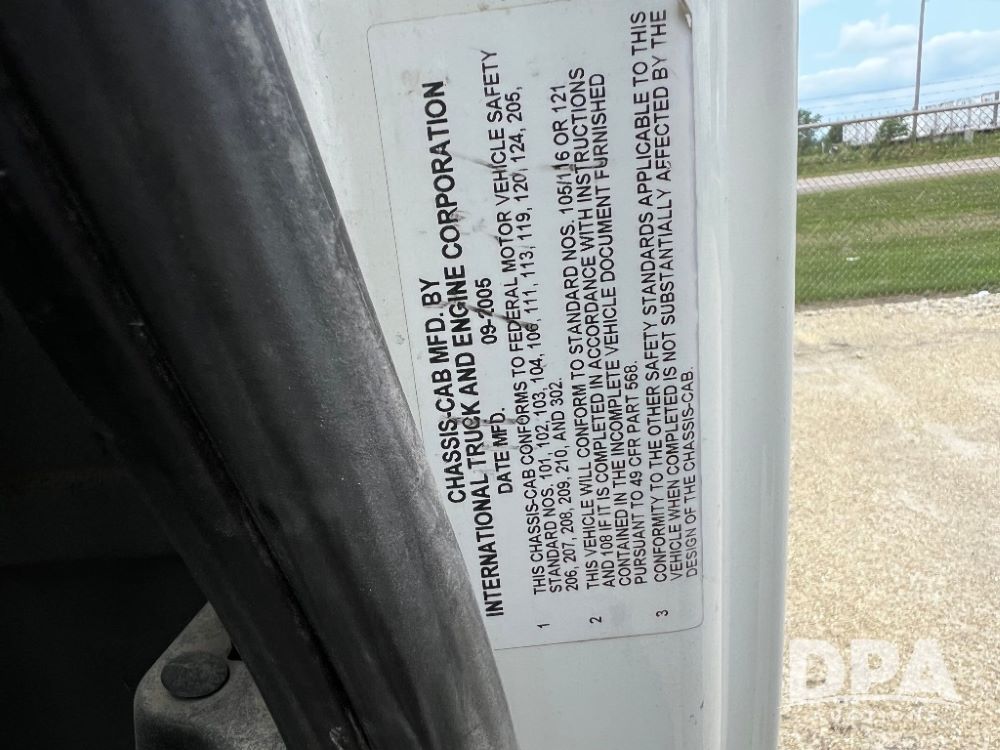 CHASSIS-CAB MFD. BY
INTERNATIONAL TRUCK AND ENGINE CORPORATION
DATE MFD. 09-2005
1 THIS CHASSIS-CAB CONFORMS TO FEDERAL MOTOR VEHICLE SAFETY
STANDARD NOS. 101, 102, 103, 104, 106, 111, 113, 119, 120, 124, 205,
206, 207, 208, 209, 210, AND 302.
2 THIS VEHICLE WILL CONFORM TO STANDARD NOS. 105/116 OR 121
AND 108 IF IT IS COMPLETED IN ACCORDANCE WITH INSTRUCTIONS
CONTAINED IN THE INCOMPLETE VEHICLE DOCUMENT FURNISHED
PURSUANT TO 49 CFR PART 568.
3 CONFORMITY TO THE OTHER SAFETY STANDARDS APPLICABLE TO THIS
VEHICLE WHEN COMPLETED IS NOT SUBSTANTIALLY AFFECTED BY THE
DESIGN OF THE CHASSIS-CAB.
DPA